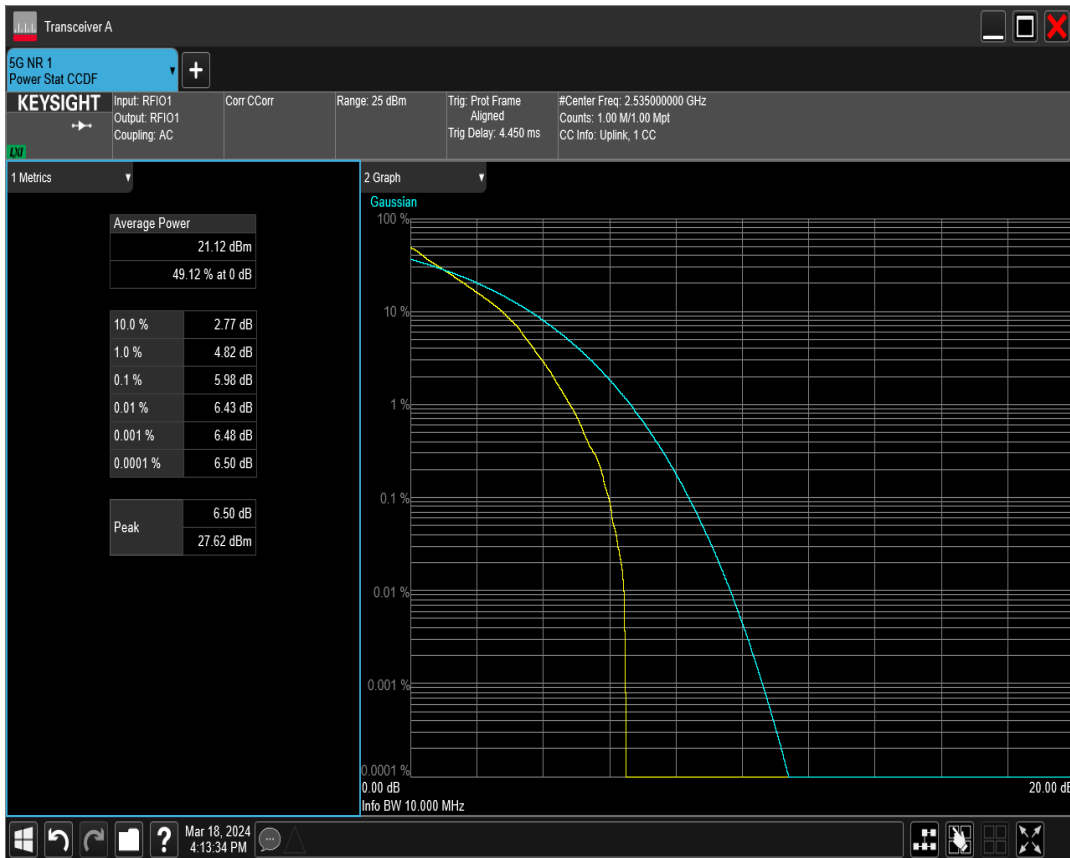 Transceiver A
5G NR 1
Power Stat CCDF
+
KEYSIGHT
Input: RFIO1
Output: RFIO1
Coupling: AC
Corr CCorr
Range: 25 dBm
Trig: Prot Frame
Aligned
Trig Delay: 4.450 ms
#Center Freq: 2.535000000 GHz
Counts: 1.00 M/1.00 Mpt
CC Info: Uplink, 1 CC
LXI
1 Metrics
Average Power
21.12 dBm
49.12 % at 0 dB
10.0 % 2.77 dB
1.0 % 4.82 dB
0.1 % 5.98 dB
0.01 % 6.43 dB
0.001 % 6.48 dB
0.0001 % 6.50 dB
Peak 6.50 dB
27.62 dBm
2 Graph
Gaussian
100 %
10 %
1 %
0.1 %
0.01 %
0.001 %
0.0001 %
0.00 dB 20.00 dB
Info BW 10.000 MHz
?
Mar 18, 2024
4:13:34 PM